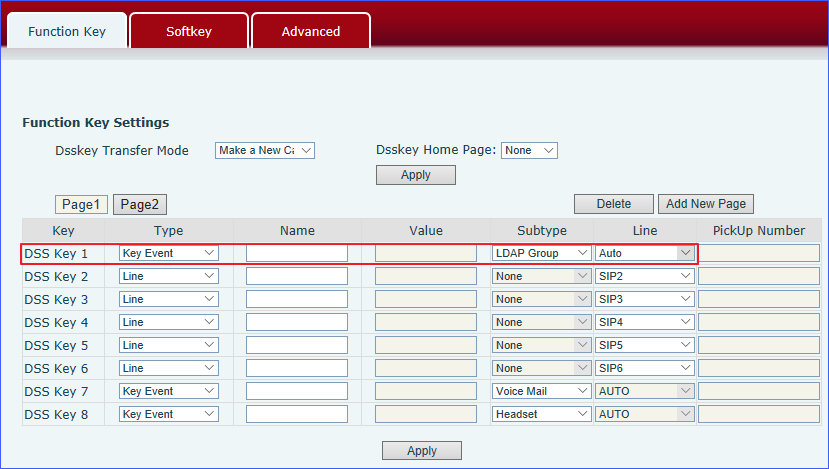 Function Key Softkey Advanced
Function Key Settings
Dsskey Transfer Mode Make a New Ca Dsskey Home Page: None
Apply
Page1 Page2 Delete Add New Page
Key Type Name Value Subtype Line PickUp Number
DSS Key 1 Key Event LDAP Group Auto
DSS Key 2 Line None SIP2
DSS Key 3 Line None SIP3
DSS Key 4 Line None SIP4
DSS Key 5 Line None SIP5
DSS Key 6 Line None SIP6
DSS Key 7 Key Event Voice Mail AUTO
DSS Key 8 Key Event Headset AUTO
Apply